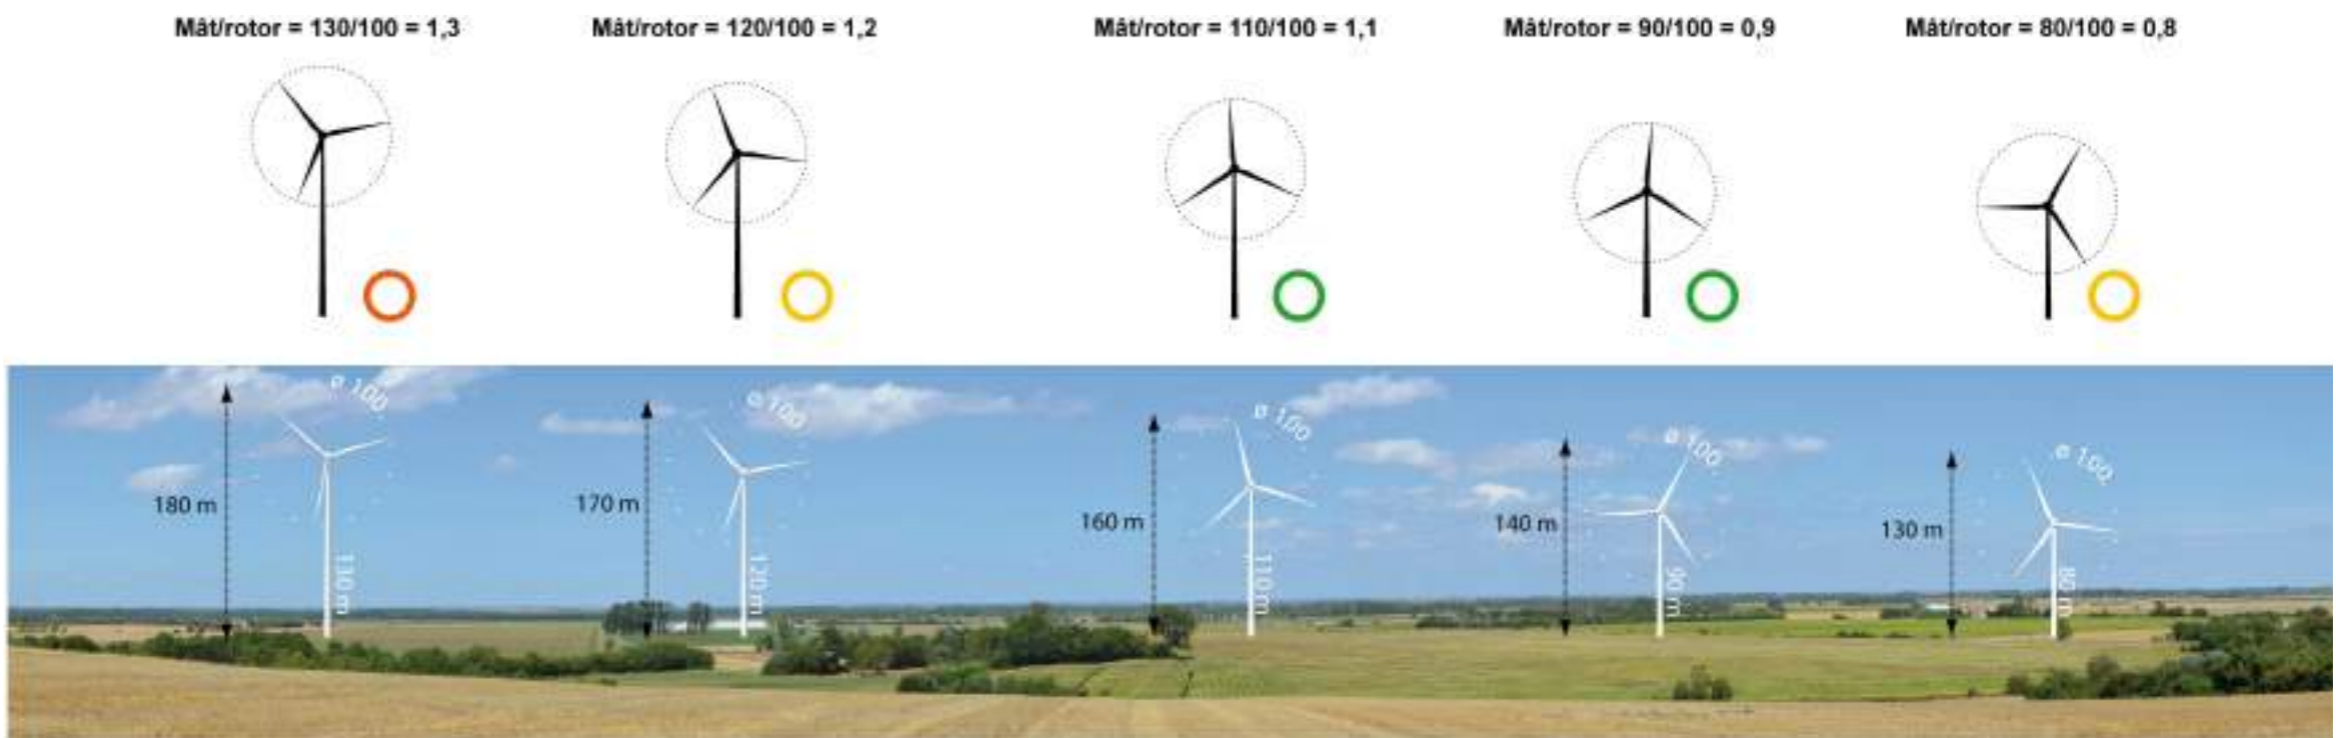 Mât/rotor = 130/100 = 1,3
Mât/rotor = 120/100 = 1,2
Mât/rotor = 110/100 = 1,1
Mât/rotor = 90/100 = 0,9
Mât/rotor = 80/100 = 0,8
180 m
ø 100
130 m
170 m
ø 100
120 m
160 m
ø 100
110 m
140 m
ø 100
90 m
130 m
ø 100
80 m